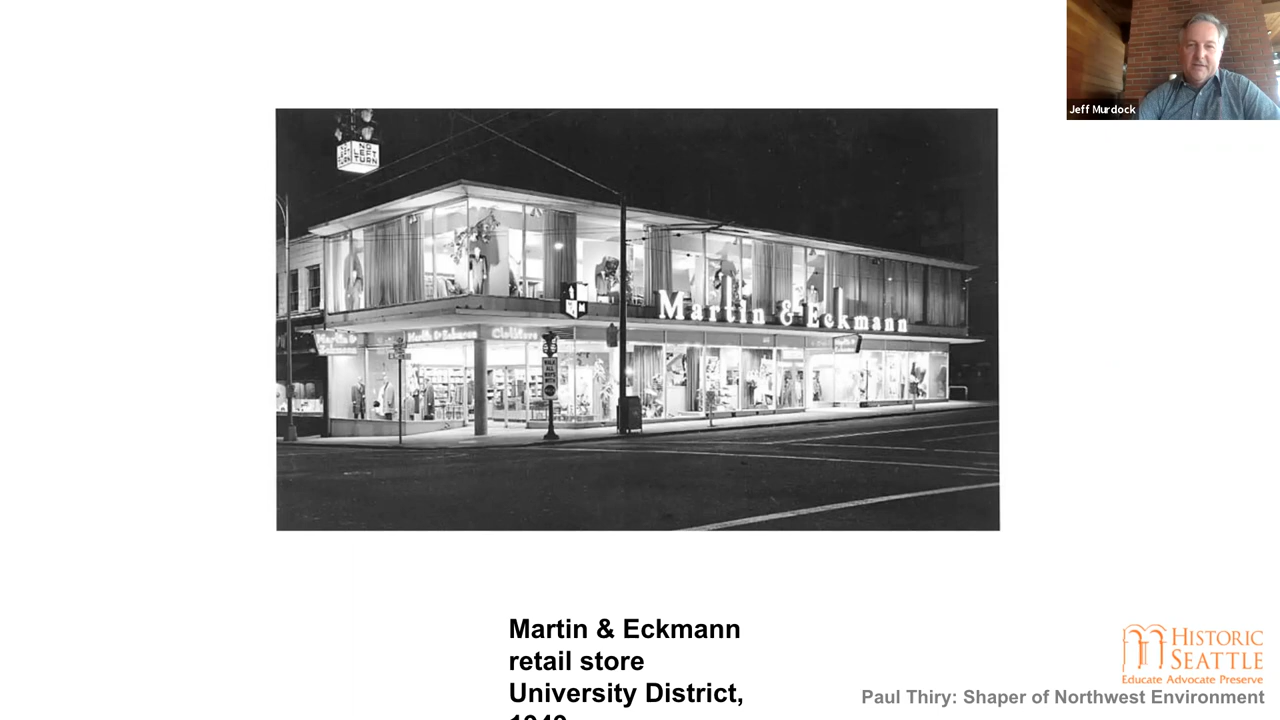 Jeff Murdock
NO
LEFT
TURN
Martin & Eckmann
Clothiers
Martin & Eckmann
retail store
University District,
HISTORIC
SEATTLE
Educate Advocate Preserve
Paul Thiry: Shaper of Northwest Environment